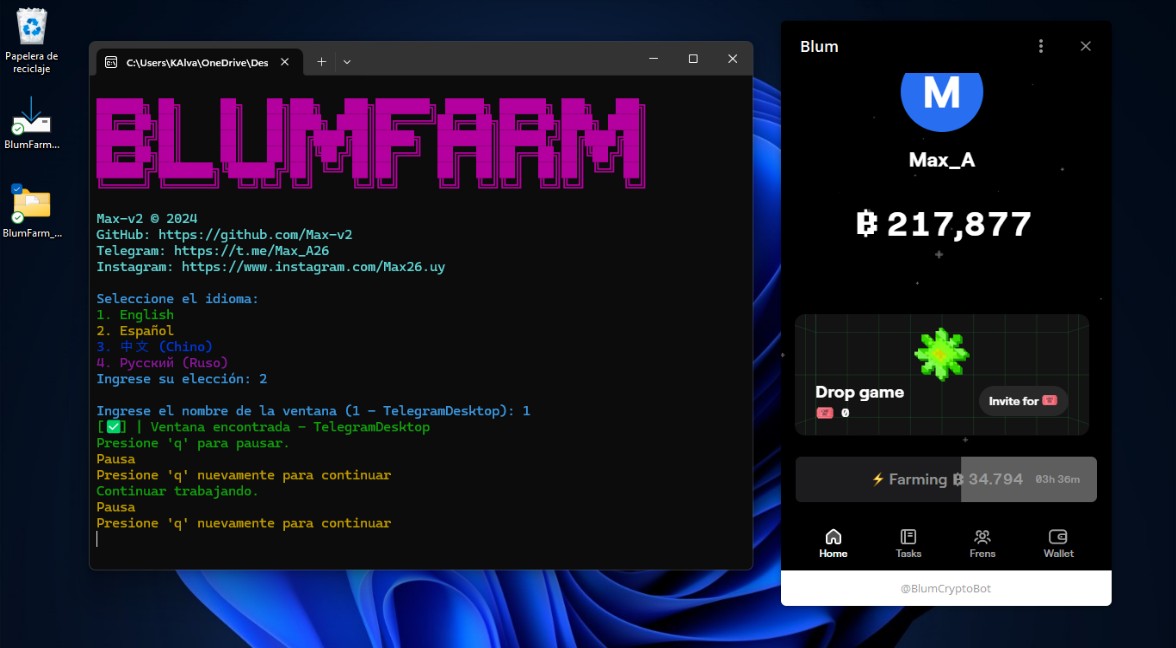 Papelera de
reciclaje
BlumFarm...
BlumFarm_...
C:\Users\KAlva\OneDrive\Des
BLUMFARM
Max-v2 © 2024
GitHub: https://github.com/Max-v2
Telegram: https://t.me/Max_A26
Instagram: https://www.instagram.com/Max26.uy
Seleccione el idioma:
1. English
2. Español
3. 中文 (Chino)
4. Русский (Ruso)
Ingrese su elección: 2
Ingrese el nombre de la ventana (1 - TelegramDesktop): 1
[✅] | Ventana encontrada - TelegramDesktop
Presione 'q' para pausar.
Pausa
Presione 'q' nuevamente para continuar
Continuar trabajando.
Pausa
Presione 'q' nuevamente para continuar
Blum
M
Max_A
B 217,877
Drop game
0
Invite for
⚡ Farming B 34.794 03h 36m
Home Tasks Frens Wallet
@BlumCryptoBot